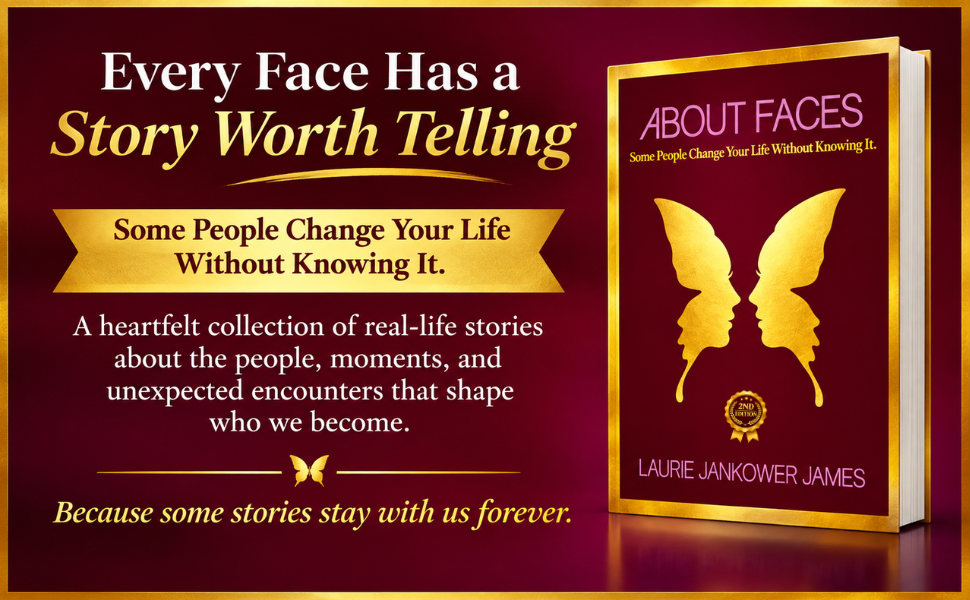 Every Face Has a
Story Worth Telling
Some People Change Your Life
Without Knowing It.
A heartfelt collection of real-life stories
about the people, moments, and
unexpected encounters that shape
who we become.
Because some stories stay with us forever.
ABOUT FACES
Some People Change Your Life Without Knowing It.
2ND
EDITION
LAURIE JANKOWER JAMES